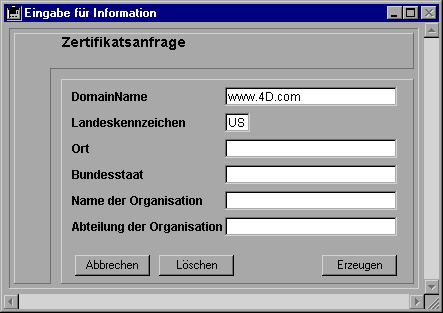 Eingabe für Information
Zertifikatsanfrage
DomainName www.4D.com
Landeskennzeichen US
Ort
Bundesstaat
Name der Organisation
Abteilung der Organisation
Abbrechen Löschen Erzeugen